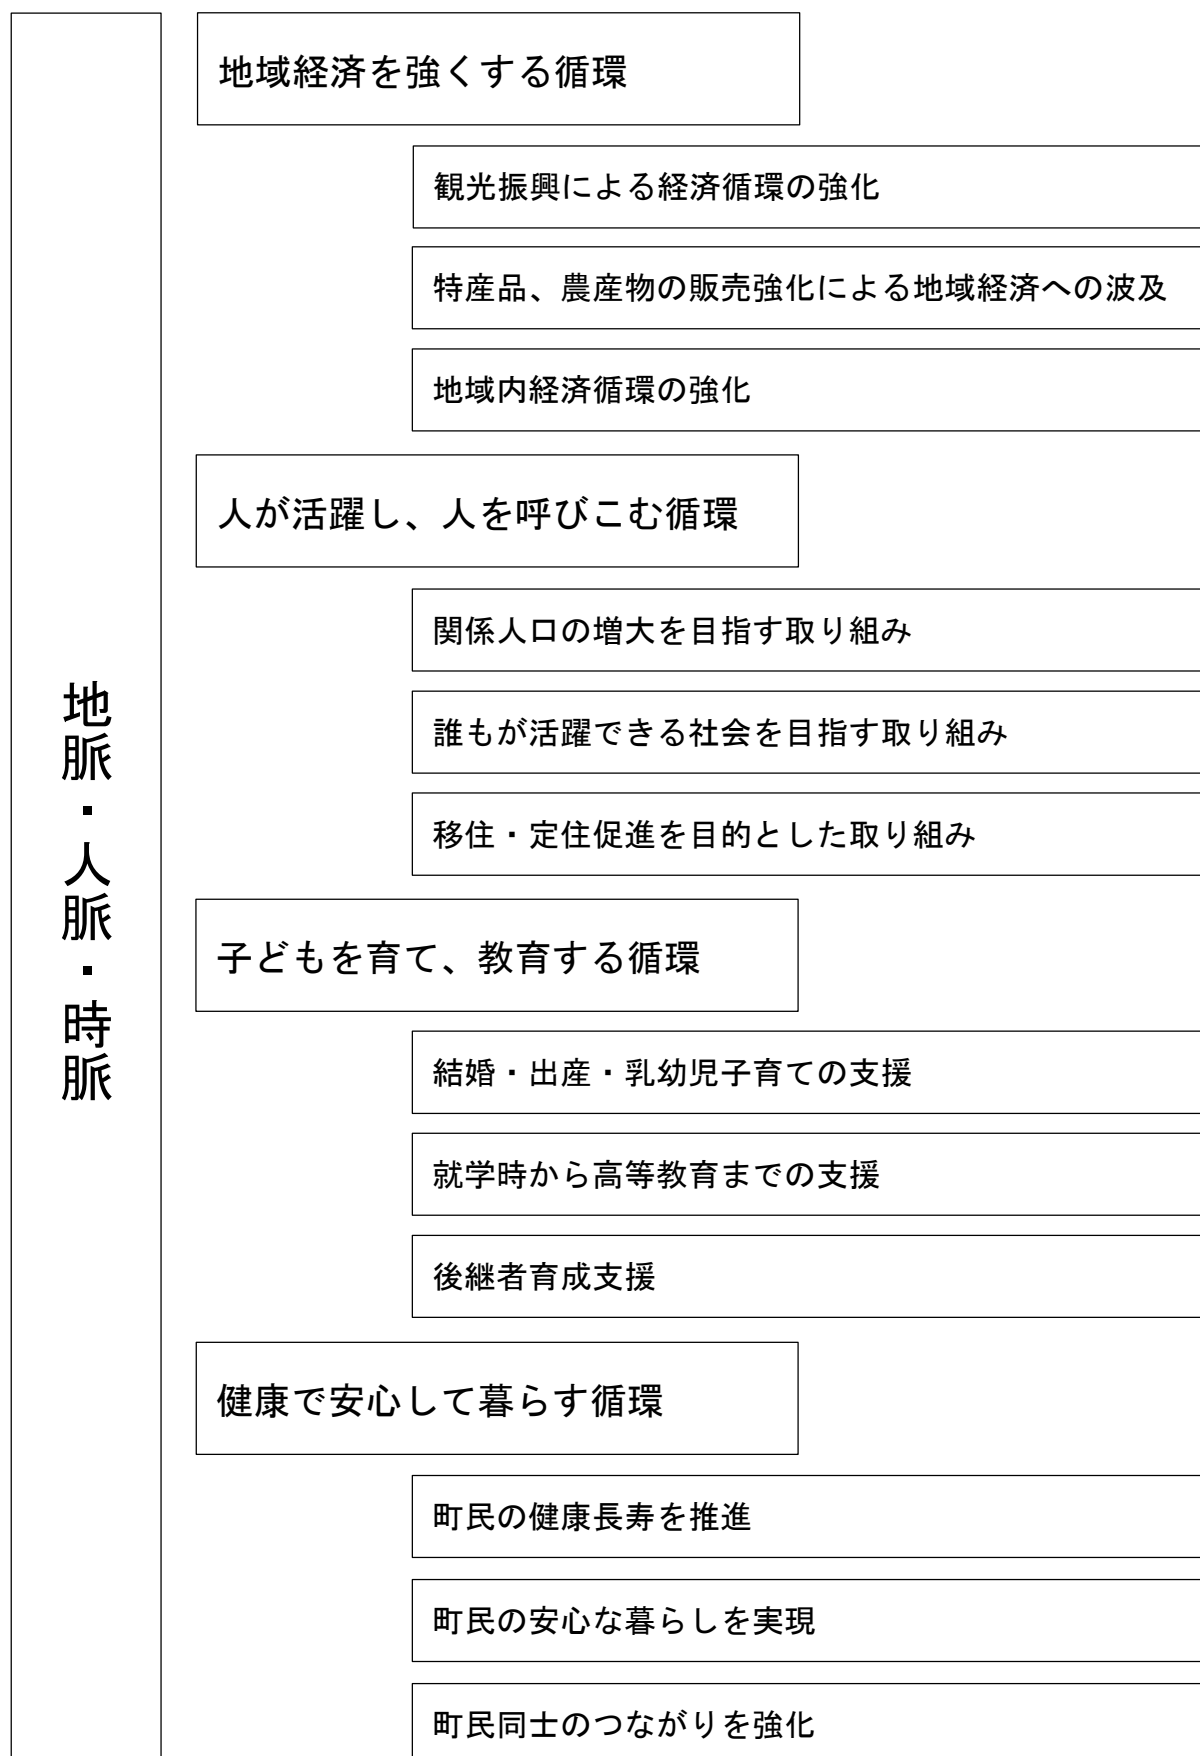 地脈・人脈・時脈
地域経済を強くする循環
観光振興による経済循環の強化
特産品、農産物の販売強化による地域経済への波及
地域内経済循環の強化
人が活躍し、人を呼びこむ循環
関係人口の増大を目指す取り組み
誰もが活躍できる社会を目指す取り組み
移住・定住促進を目的とした取り組み
子どもを育て、教育する循環
結婚・出産・乳幼児子育ての支援
就学時から高等教育までの支援
後継者育成支援
健康で安心して暮らす循環
町民の健康長寿を推進
町民の安心な暮らしを実現
町民同士のつながりを強化